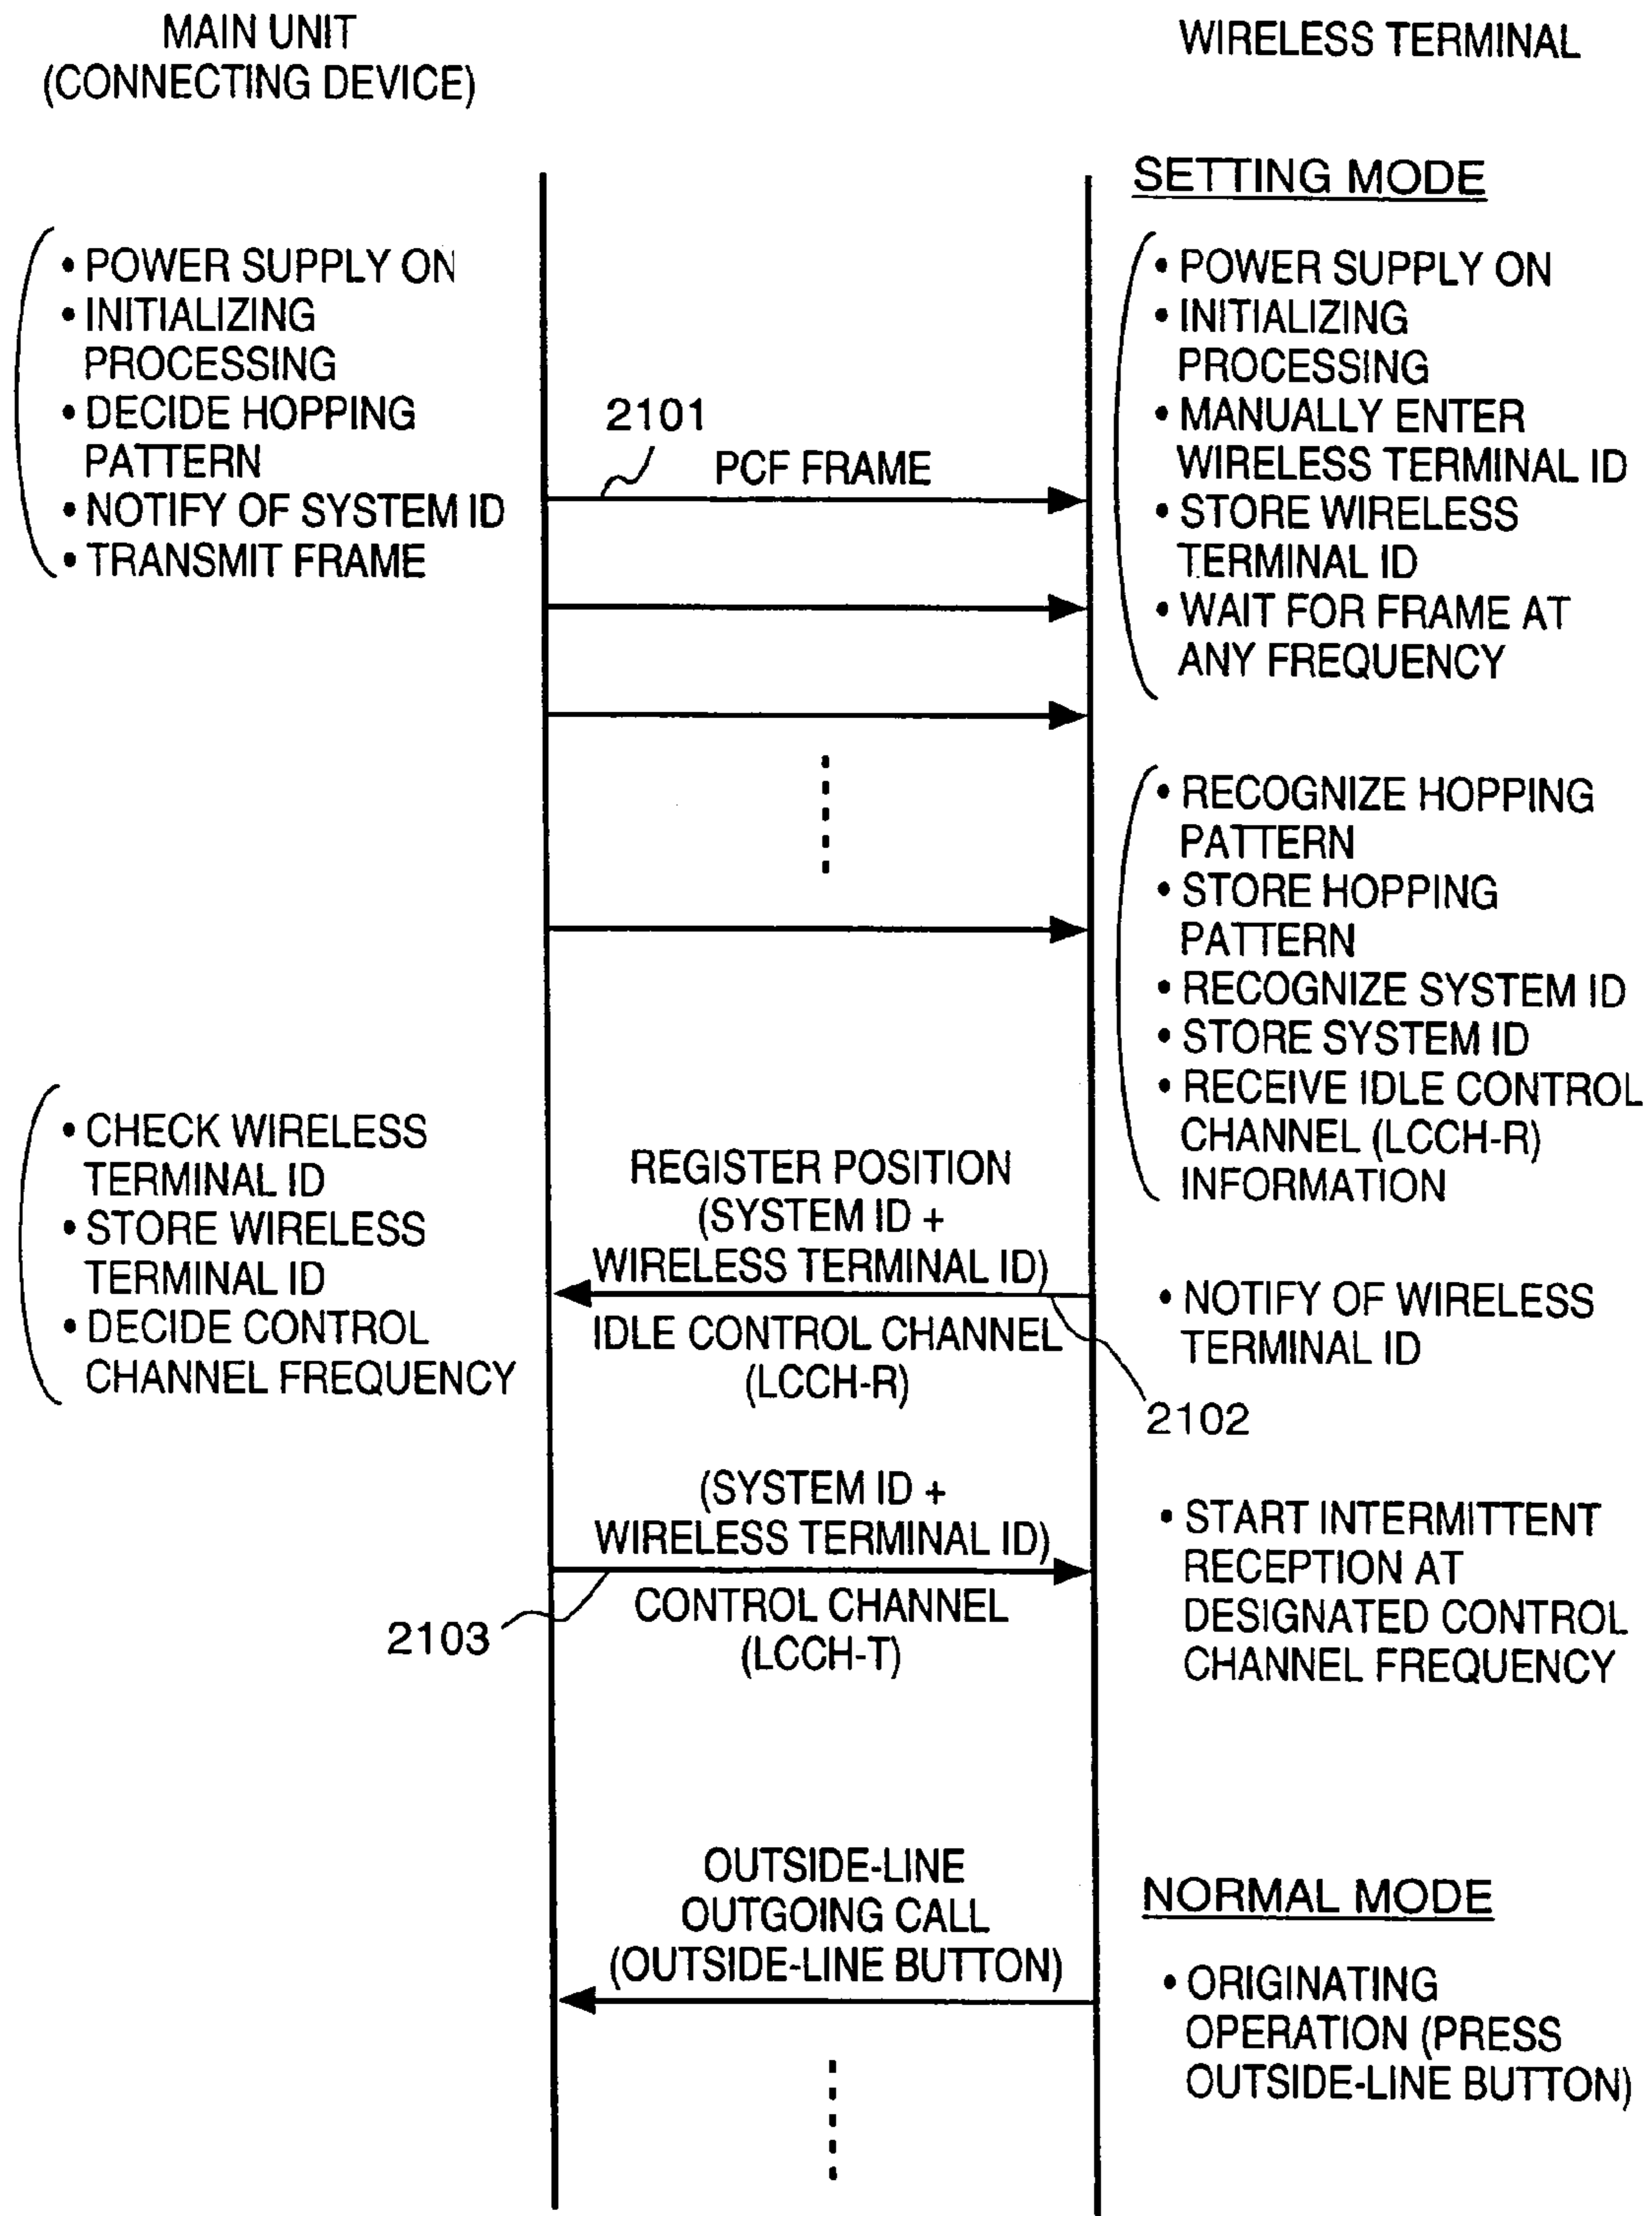 MAIN UNIT
(CONNECTING DEVICE)
WIRELESS TERMINAL
SETTING MODE
• POWER SUPPLY ON
• INITIALIZING
PROCESSING
• DECIDE HOPPING
PATTERN
• NOTIFY OF SYSTEM ID
• TRANSMIT FRAME
2101
PCF FRAME
• POWER SUPPLY ON
• INITIALIZING
PROCESSING
• MANUALLY ENTER
WIRELESS TERMINAL ID
• STORE WIRELESS
TERMINAL ID
• WAIT FOR FRAME AT
ANY FREQUENCY
• RECOGNIZE HOPPING
PATTERN
• STORE HOPPING
PATTERN
• RECOGNIZE SYSTEM ID
• STORE SYSTEM ID
• RECEIVE IDLE CONTROL
CHANNEL (LCCH-R)
INFORMATION
• CHECK WIRELESS
TERMINAL ID
• STORE WIRELESS
TERMINAL ID
• DECIDE CONTROL
CHANNEL FREQUENCY
REGISTER POSITION
(SYSTEM ID +
WIRELESS TERMINAL ID)
IDLE CONTROL CHANNEL
(LCCH-R)
• NOTIFY OF WIRELESS
TERMINAL ID
2102
(SYSTEM ID +
WIRELESS TERMINAL ID)
CONTROL CHANNEL
(LCCH-T)
2103
• START INTERMITTENT
RECEPTION AT
DESIGNATED CONTROL
CHANNEL FREQUENCY
OUTSIDE-LINE
OUTGOING CALL
(OUTSIDE-LINE BUTTON)
NORMAL MODE
• ORIGINATING
OPERATION (PRESS
OUTSIDE-LINE BUTTON)